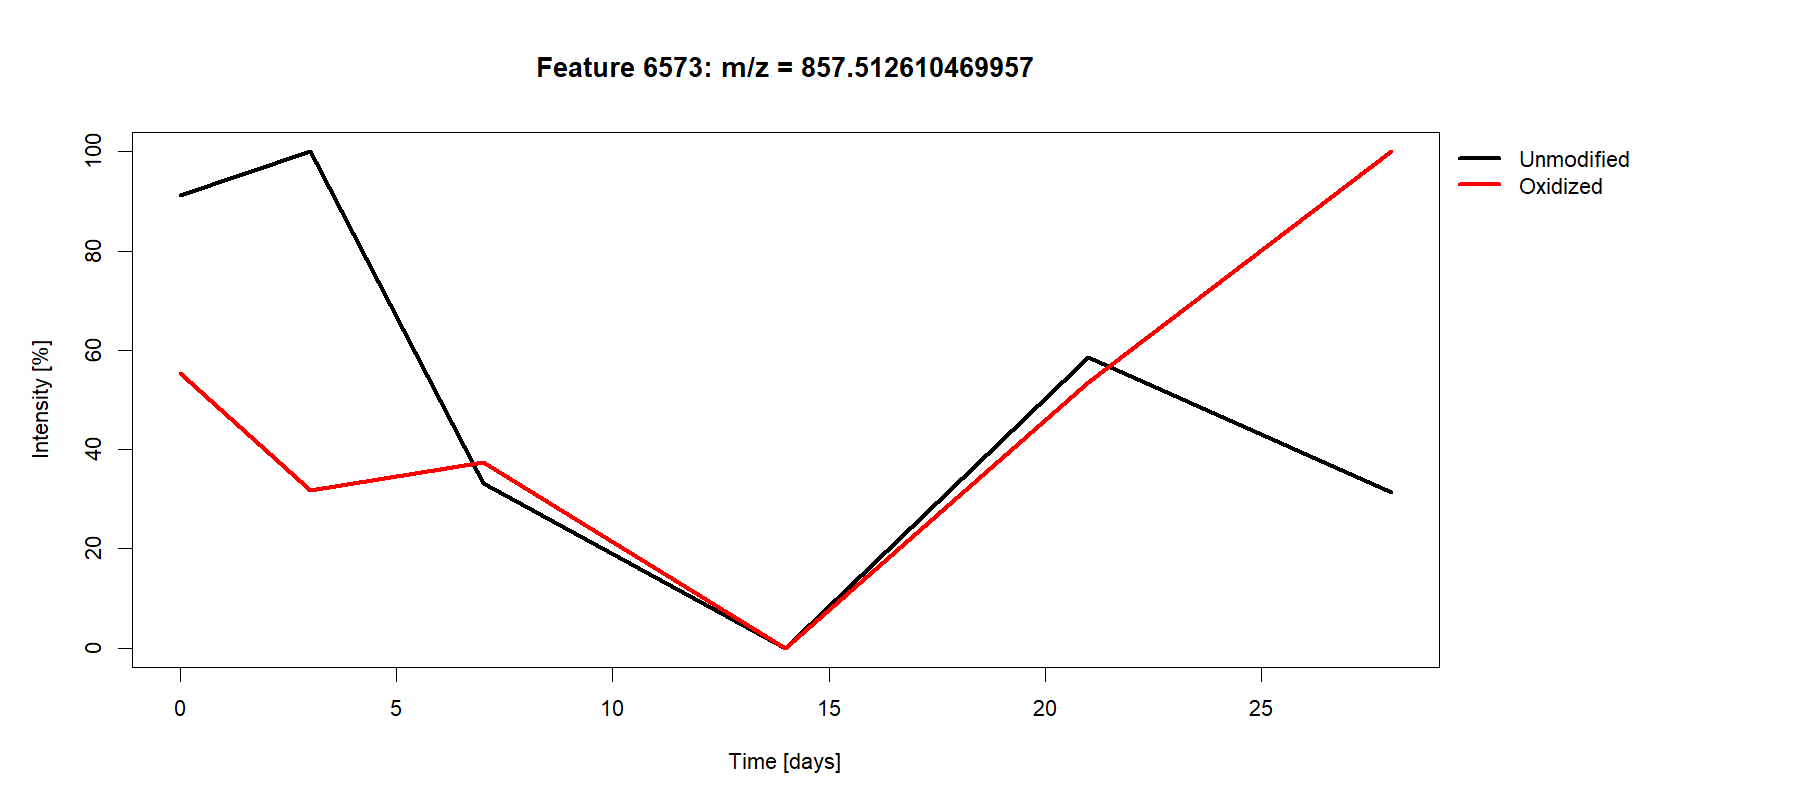 Feature 6573: m/z = 857.512610469957
Unmodified
Oxidized
Intensity [%]
100
80
60
40
20
0
0 5 10 15 20 25
Time [days]